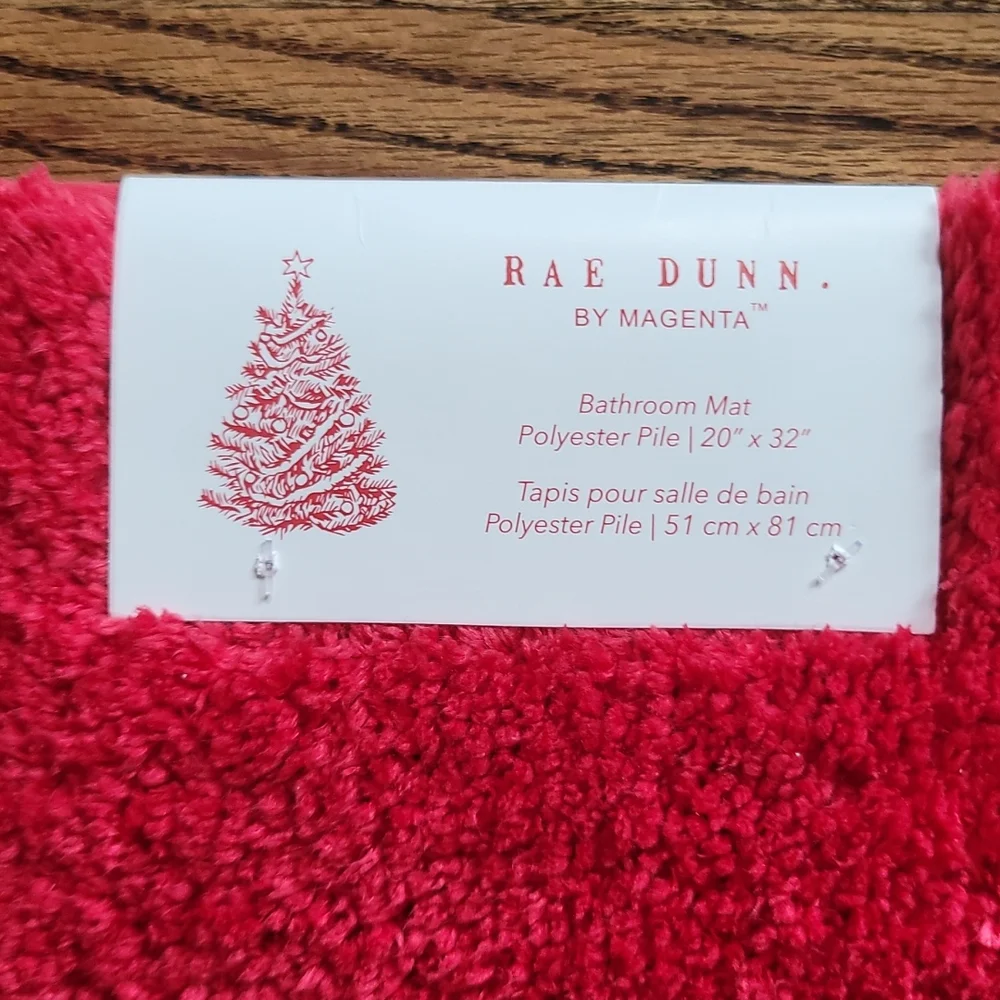 RAE DUNN.
BY MAGENTA™
Bathroom Mat
Polyester Pile | 20" x 32"
Tapis pour salle de bain
Polyester Pile | 51 cm x 81 cm